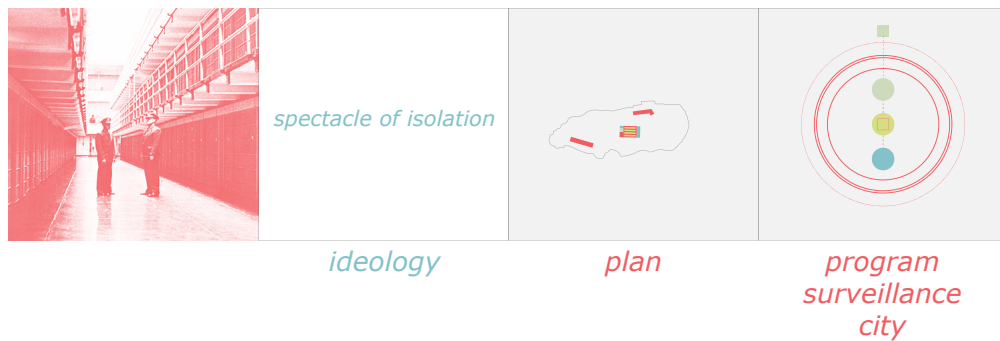 spectacle of isolation
ideology
plan
program
surveillance
city